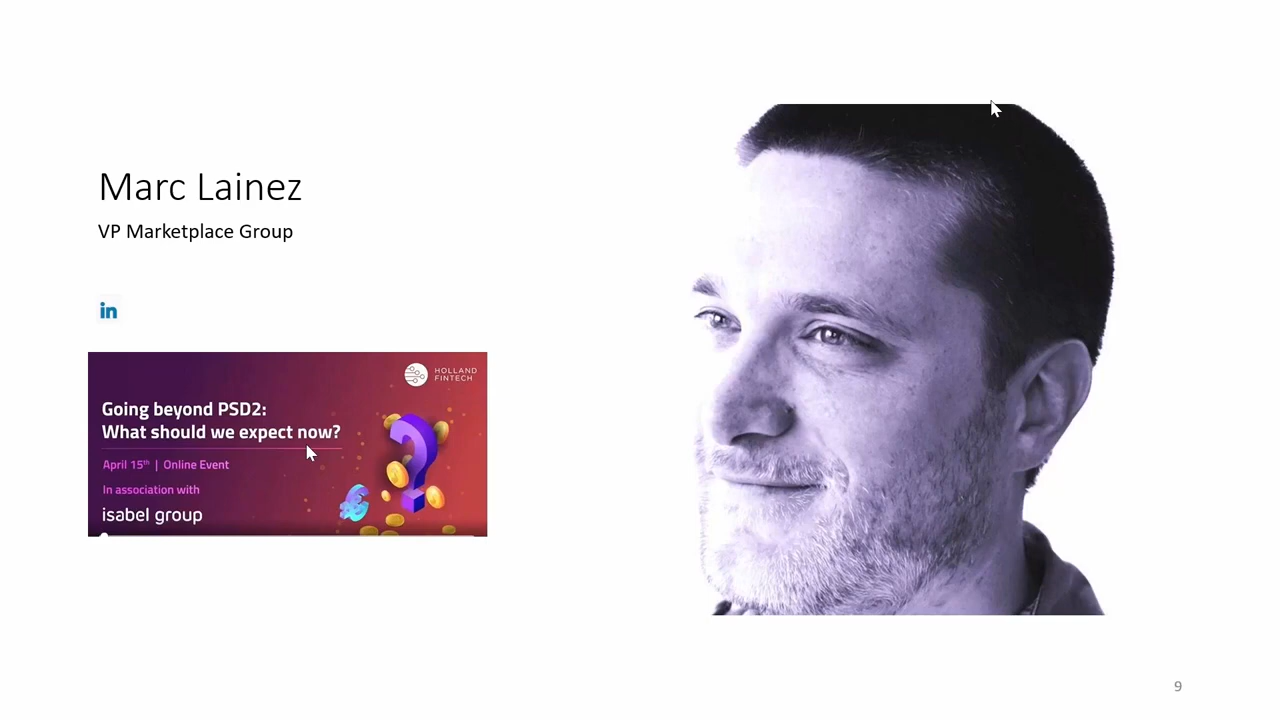 Marc Lainez
VP Marketplace Group
in
HOLLAND
FINTECH
Going beyond PSD2:
What should we expect now?
April 15th | Online Event
In association with
isabel group
9